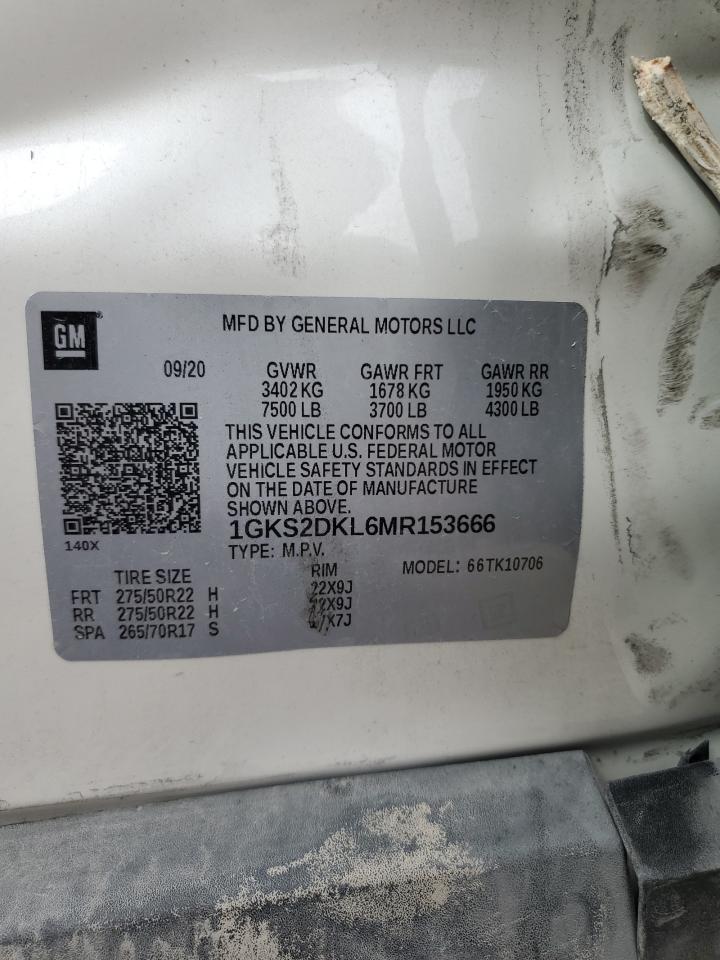 GM
MFD BY GENERAL MOTORS LLC
09/20 GVWR GAWR FRT GAWR RR
3402 KG 1678 KG 1950 KG
7500 LB 3700 LB 4300 LB
THIS VEHICLE CONFORMS TO ALL
APPLICABLE U.S. FEDERAL MOTOR
VEHICLE SAFETY STANDARDS IN EFFECT
ON THE DATE OF MANUFACTURE
SHOWN ABOVE.
1GKS2DKL6MR153666
140X
TYPE: M.P.V. MODEL: 66TK10706
TIRE SIZE RIM
FRT 275/50R22 H 22X9J
RR 275/50R22 H 22X9J
SPA 265/70R17 S 17X7J